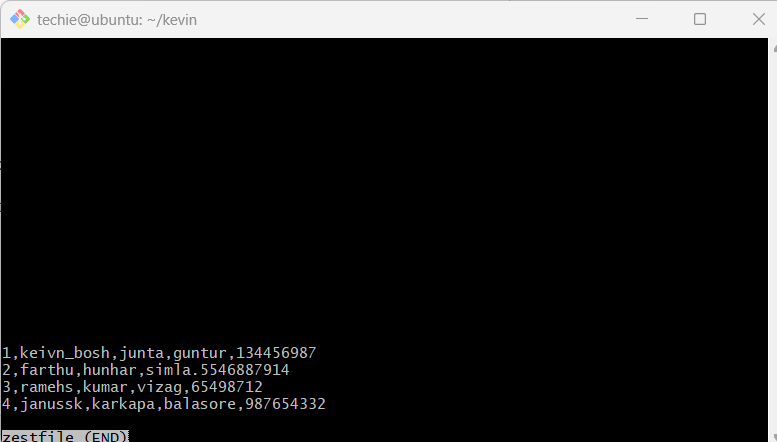 techie@ubuntu: ~/kevin
1,keivn_bosh,junta,guntur,134456987
2,farthu,hunhar,simla.5546887914
3,ramehs,kumar,vizag,65498712
4,janussk,karkapa,balasore,987654332
zestfile (END)